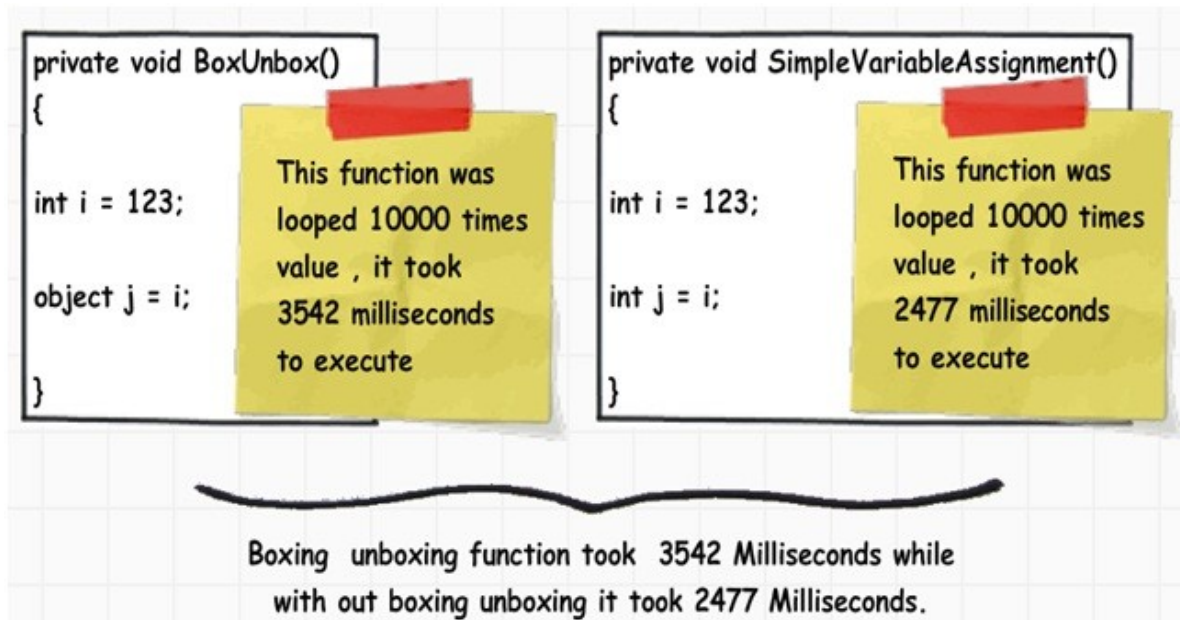 private void BoxUnbox()
{
int i = 123;
object j = i;
}
This function was
looped 10000 times
value , it took
3542 milliseconds
to execute
private void SimpleVariableAssignment()
{
int i = 123;
int j = i;
}
This function was
looped 10000 times
value , it took
2477 milliseconds
to execute
Boxing unboxing function took 3542 Milliseconds while
with out boxing unboxing it took 2477 Milliseconds.